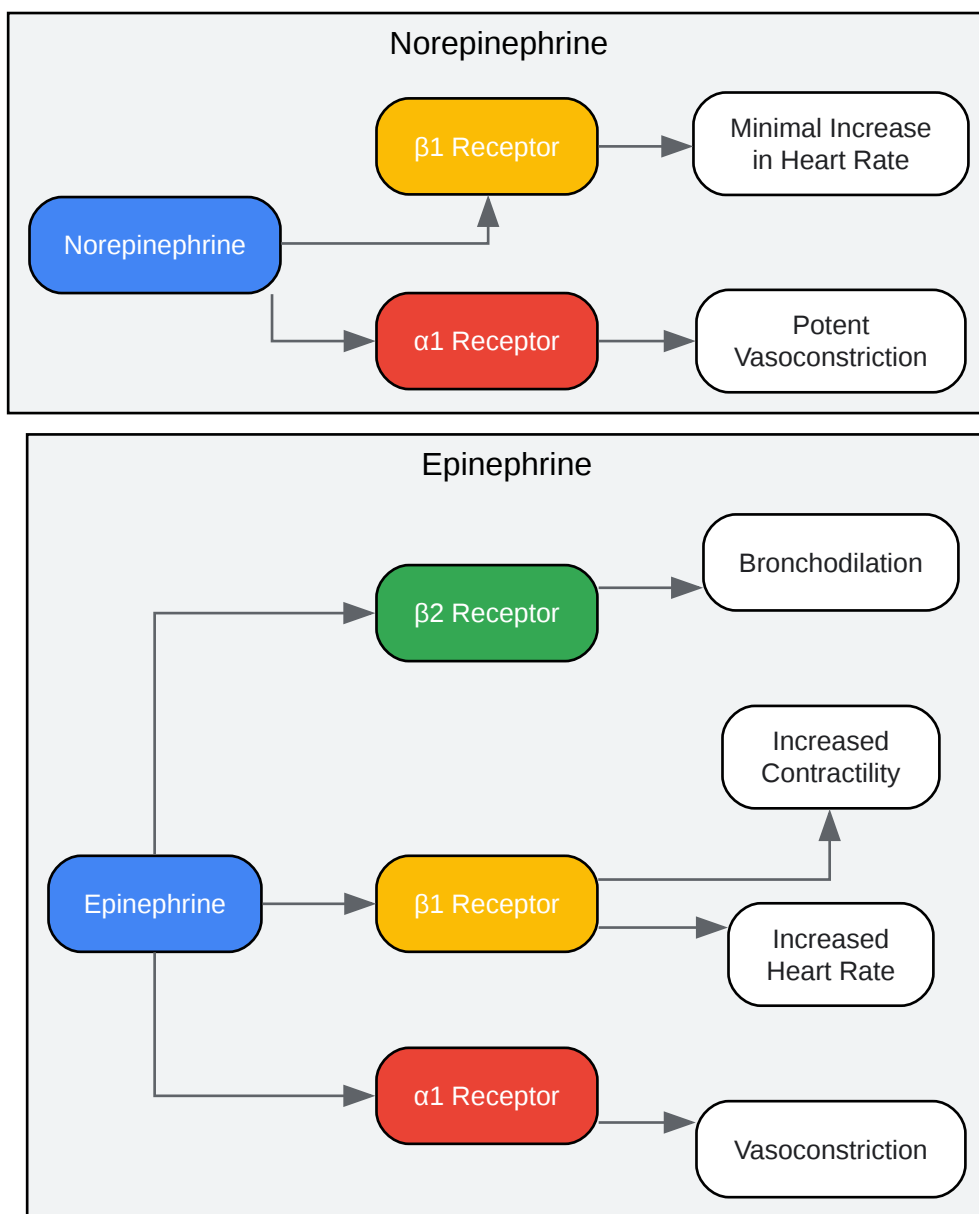 Norepinephrine
β1 Receptor
Minimal Increase
in Heart Rate
Norepinephrine
α1 Receptor
Potent
Vasoconstriction
Epinephrine
Bronchodilation
β2 Receptor
Increased
Contractility
Epinephrine
β1 Receptor
Increased
Heart Rate
α1 Receptor
Vasoconstriction